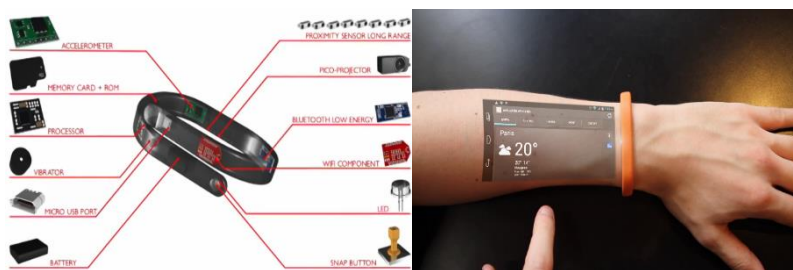 ACCELEROMETER
MEMORY CARD + ROM
PROCESSOR
VIBRATOR
MICRO USB PORT
BATTERY
PROXIMITY SENSOR LONG RANGE
PICO-PROJECTOR
BLUETOOTH LOW ENERGY
WIFI COMPONENT
LED
SNAP BUTTON
Paris
20°